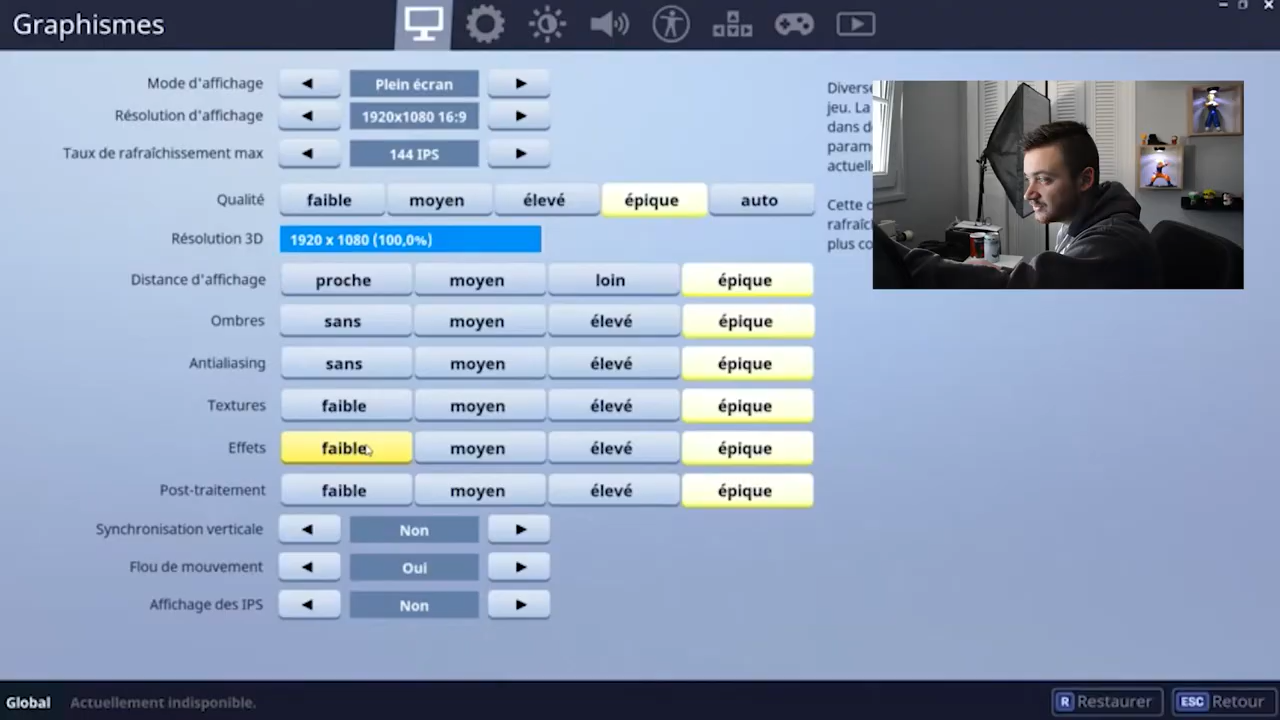 Graphismes
Mode d'affichage ◄ Plein écran ►
Résolution d'affichage ◄ 1920x1080 16:9 ►
Taux de rafraîchissement max ◄ 144 IPS ►
Qualité faible moyen élevé épique auto
Résolution 3D 1920 x 1080 (100,0%)
Distance d'affichage proche moyen loin épique
Ombres sans moyen élevé épique
Antialiasing sans moyen élevé épique
Textures faible moyen élevé épique
Effets faible moyen élevé épique
Post-traitement faible moyen élevé épique
Synchronisation verticale ◄ Non ►
Flou de mouvement ◄ Oui ►
Affichage des IPS ◄ Non ►
jeu. La
Cette
plus
Global Actuellement indisponible.
R Restaurer ESC Retour